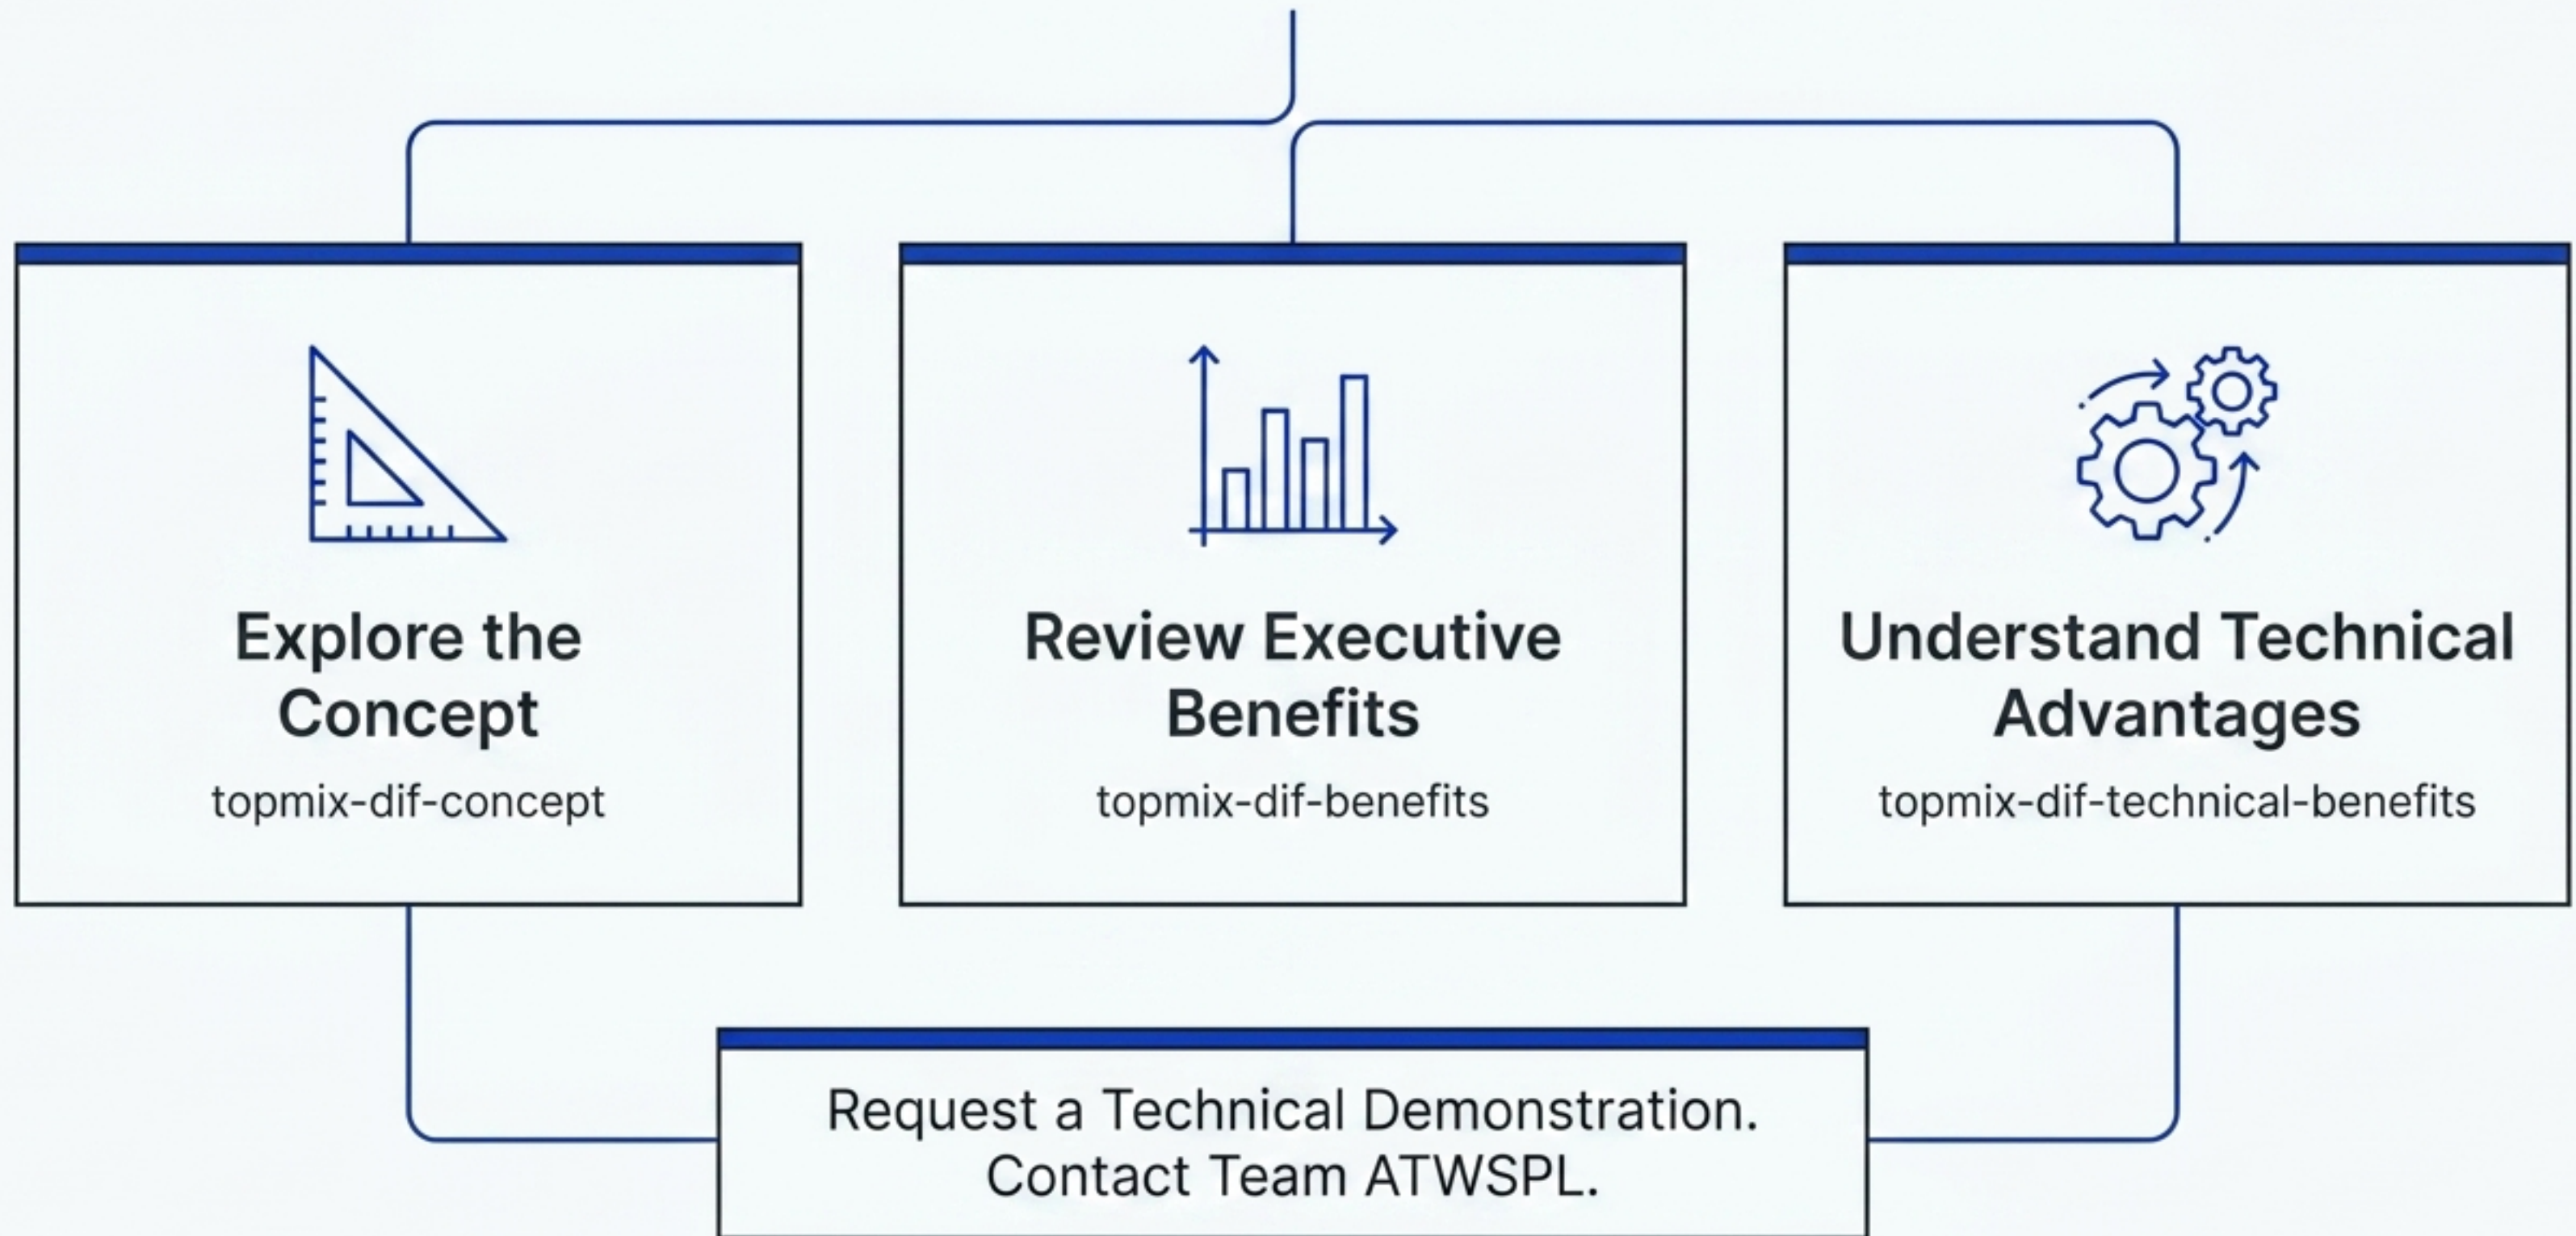 Explore the
Concept
topmix-dif-concept
Review Executive
Benefits
topmix-dif-benefits
Understand Technical
Advantages
topmix-dif-technical-benefits
Request a Technical Demonstration.
Contact Team ATWSPL.